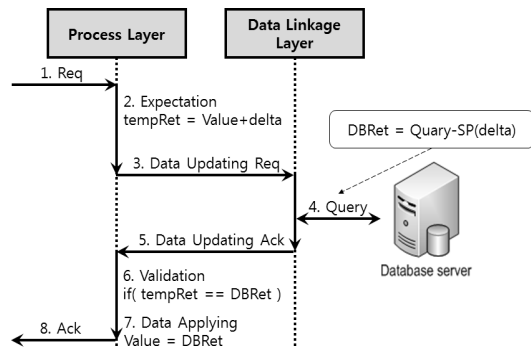 Process Layer
Data Linkage
Layer
1. Req
2. Expectation
tempRet = Value+delta
DBRet = Quary-SP(delta)
3. Data Updating Req
4. Query
5. Data Updating Ack
Database server
6. Validation
if( tempRet == DBRet )
7. Data Applying
Value = DBRet
8. Ack